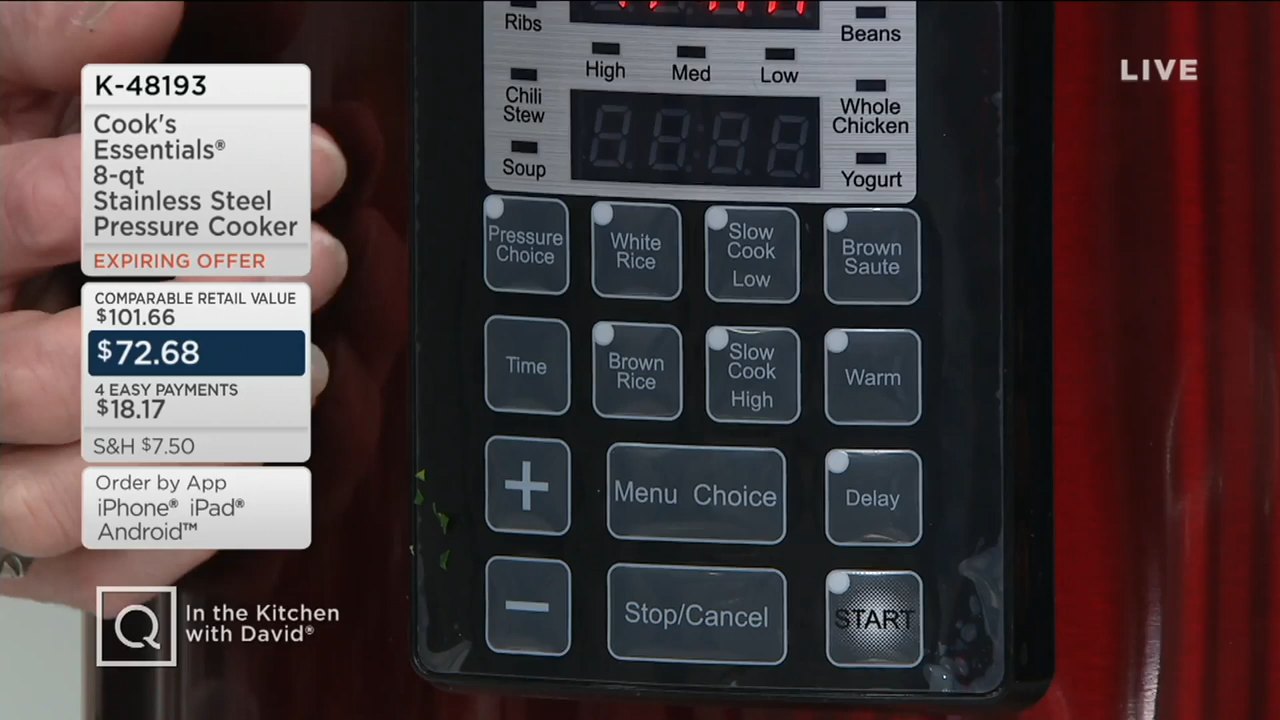 K-48193
Cook's
Essentials®
8-qt
Stainless Steel
Pressure Cooker
EXPIRING OFFER
COMPARABLE RETAIL VALUE
$101.66
$72.68
4 EASY PAYMENTS
$18.17
S&H $7.50
Order by App
iPhone® iPad®
Android™
Q
In the Kitchen
with David®
LIVE
Ribs
Beans
High Med Low
Chili
Stew
Whole
Chicken
Soup
Yogurt
Pressure
Choice
White
Rice
Slow
Cook
Low
Brown
Saute
Time
Brown
Rice
Slow
Cook
High
Warm
+
Menu Choice
Delay
−
Stop/Cancel
START